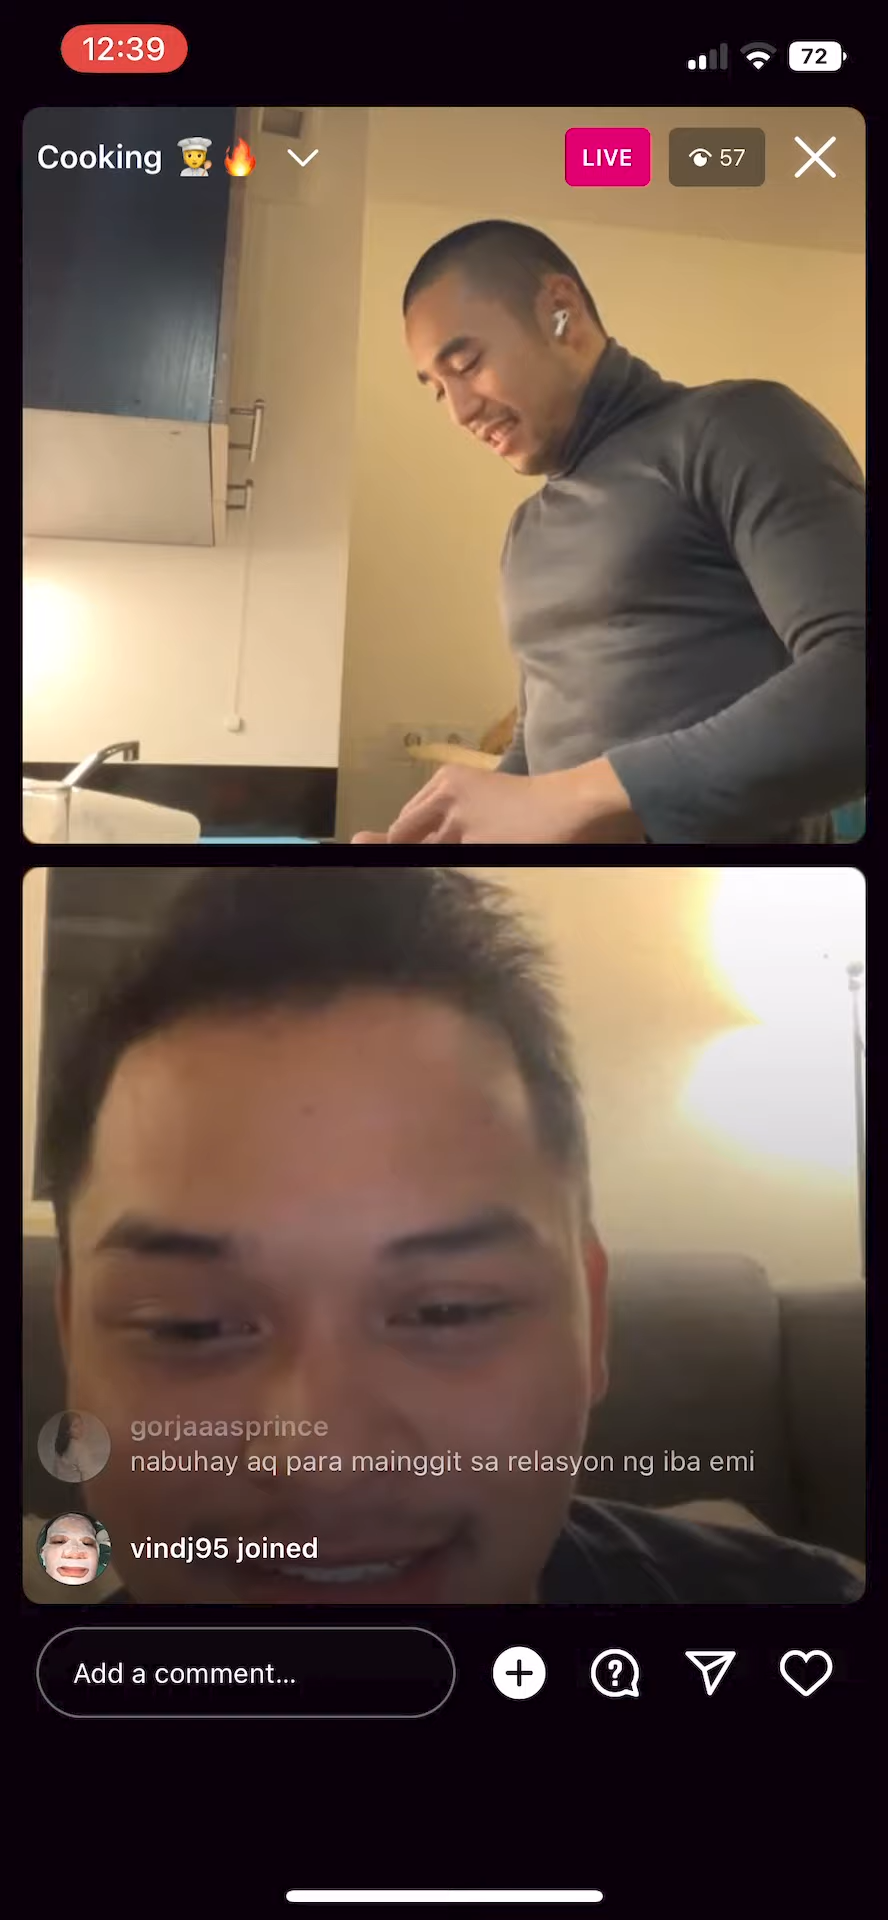 12:39
72
Cooking 👩‍🍳🔥
LIVE
57
gorjaaasprince
nabuhay aq para mainggit sa relasyon ng iba emi
vindj95 joined
Add a comment...